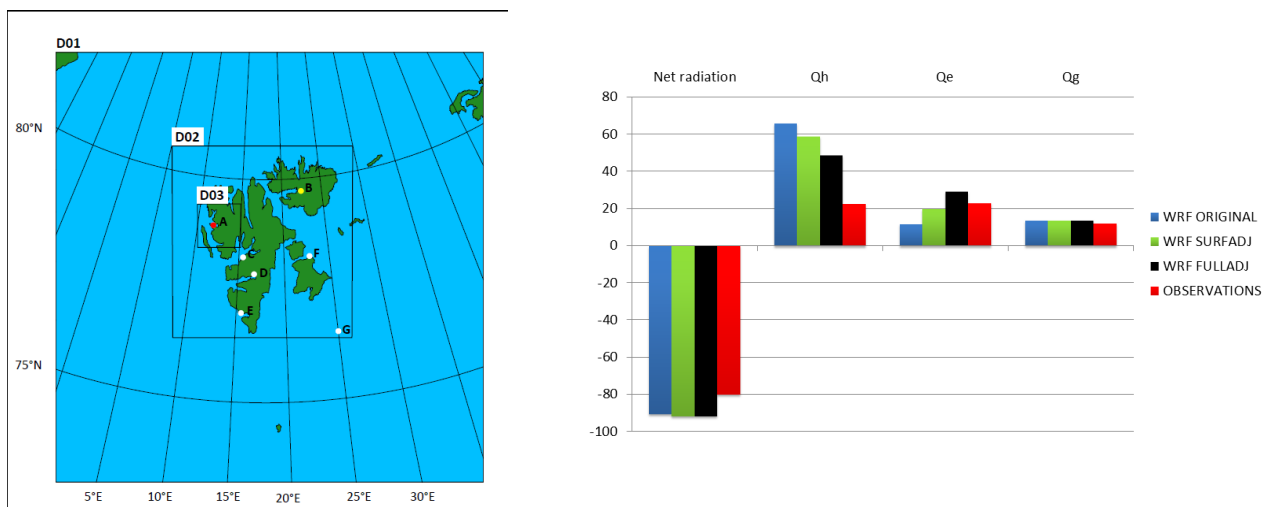 D01
80°N
D02
B
D03
A
C
F
D
E
G
75°N
5°E 10°E 15°E 20°E 25°E 30°E
Net radiation Qh Qe Qg
80
60
40
20
0
-20
-40
-60
-80
-100
WRF ORIGINAL
WRF SURFADJ
WRF FULLADJ
OBSERVATIONS